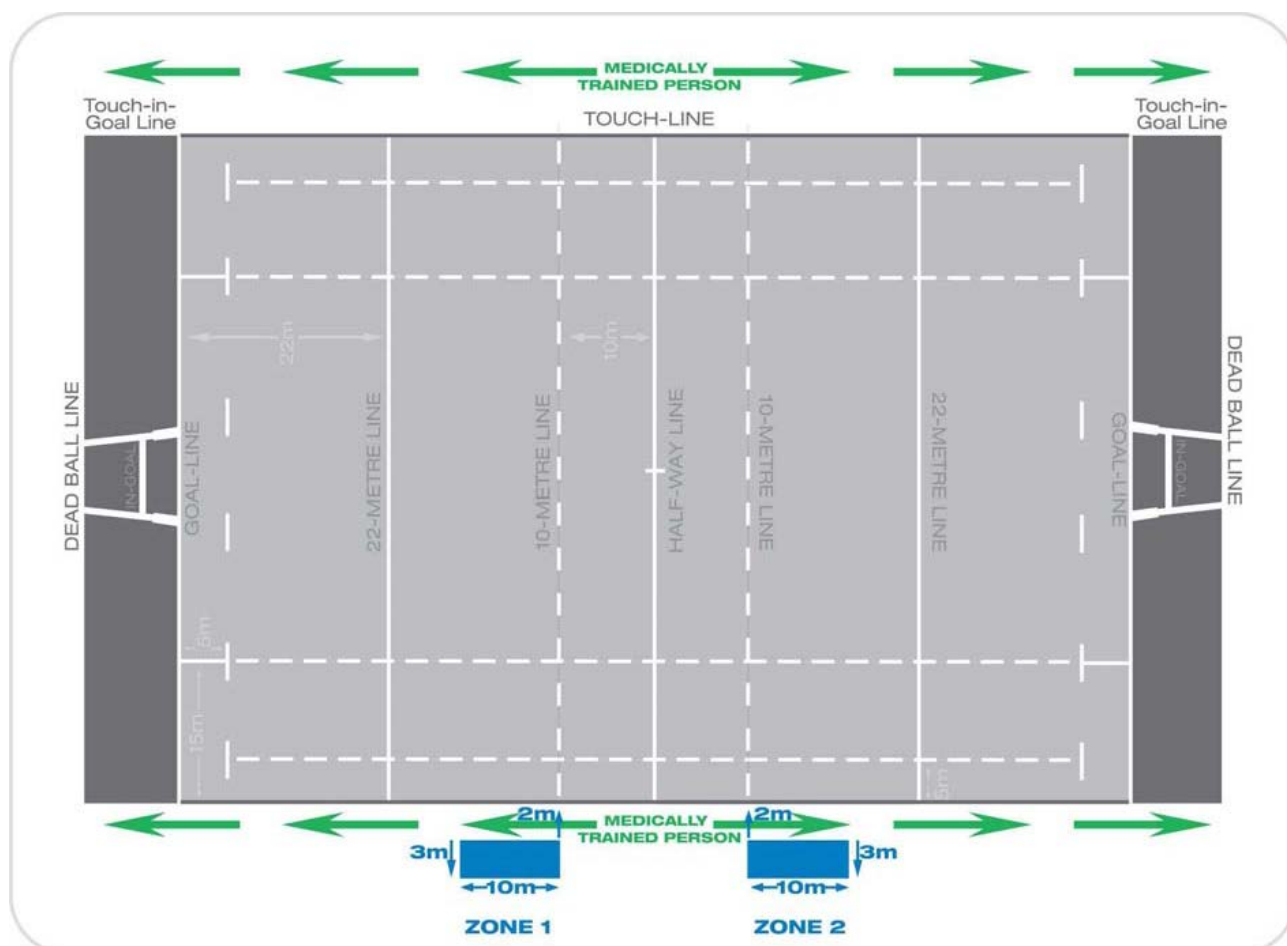 MEDICALLY
TRAINED PERSON
Touch-in-
Goal Line
TOUCH-LINE
Touch-in-
Goal Line
22m
10m
DEAD BALL LINE
IN-GOAL
GOAL-LINE
22-METRE LINE
10-METRE LINE
HALF-WAY LINE
10-METRE LINE
22-METRE LINE
GOAL-LINE
IN-GOAL
DEAD BALL LINE
5m
15m
5m
2m
MEDICALLY
TRAINED PERSON
2m
3m
10m
10m
3m
ZONE 1
ZONE 2